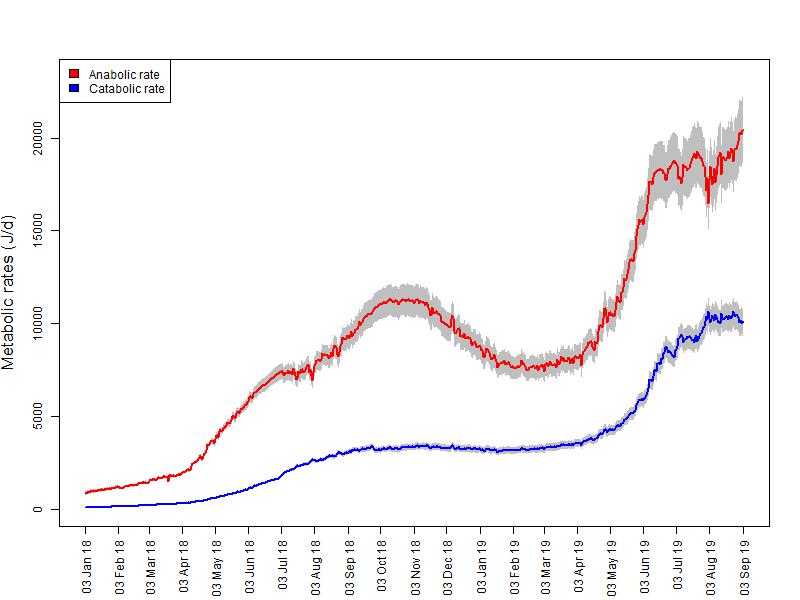 Anabolic rate
Catabolic rate
Metabolic rates (J/d)
20000
15000
10000
5000
0
03 Jan 18
03 Feb 18
03 Mar 18
03 Apr 18
03 May 18
03 Jun 18
03 Jul 18
03 Aug 18
03 Sep 18
03 Oct 18
03 Nov 18
03 Dec 18
03 Jan 19
03 Feb 19
03 Mar 19
03 Apr 19
03 May 19
03 Jun 19
03 Jul 19
03 Aug 19
03 Sep 19